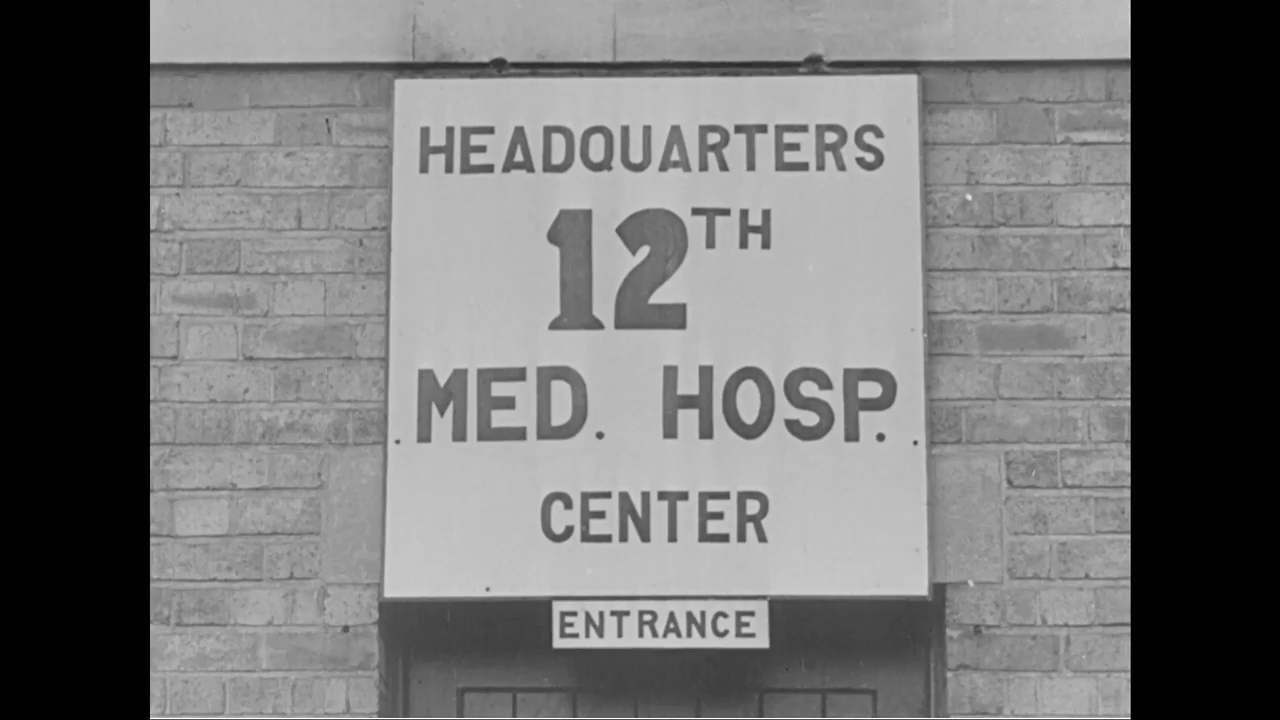 HEADQUARTERS
12TH
MED. HOSP.
CENTER
ENTRANCE